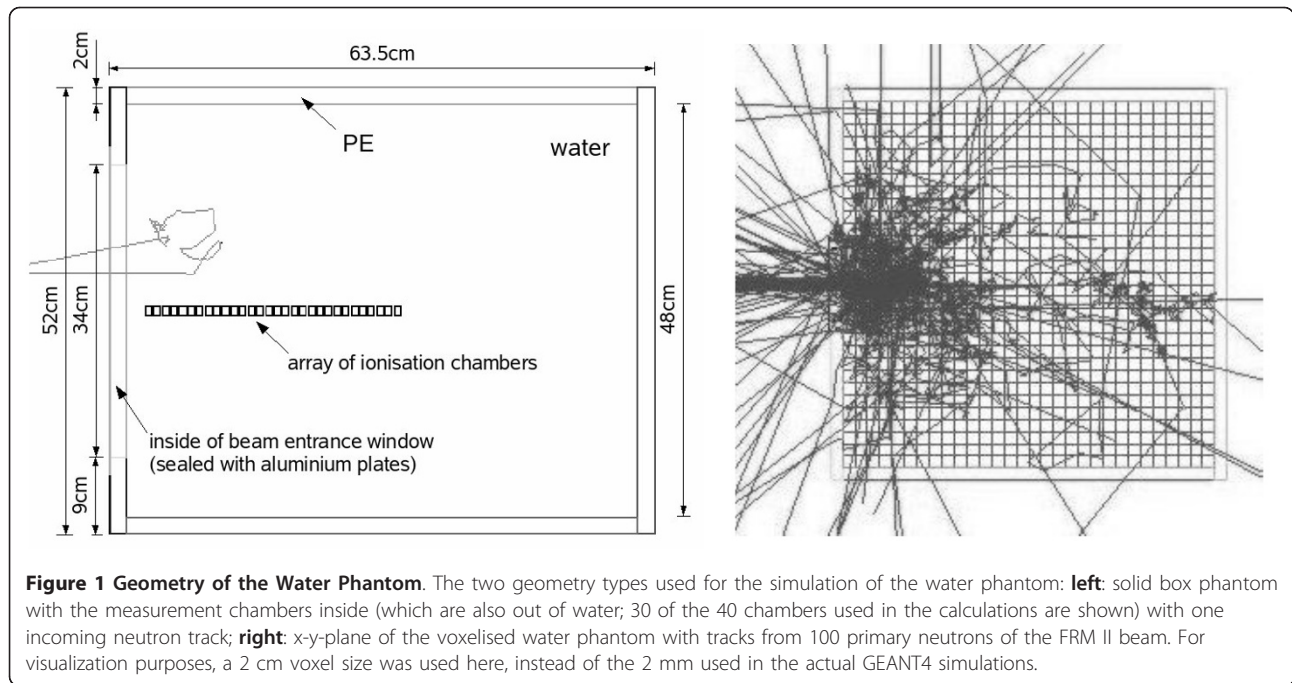 2cm
63.5cm
PE
water
52cm
34cm
48cm
array of ionisation chambers
inside of beam entrance window
(sealed with aluminium plates)
9cm
Figure 1 Geometry of the Water Phantom. The two geometry types used for the simulation of the water phantom: left: solid box phantom
with the measurement chambers inside (which are also out of water; 30 of the 40 chambers used in the calculations are shown) with one
incoming neutron track; right: x-y-plane of the voxelised water phantom with tracks from 100 primary neutrons of the FRM II beam. For
visualization purposes, a 2 cm voxel size was used here, instead of the 2 mm used in the actual GEANT4 simulations.